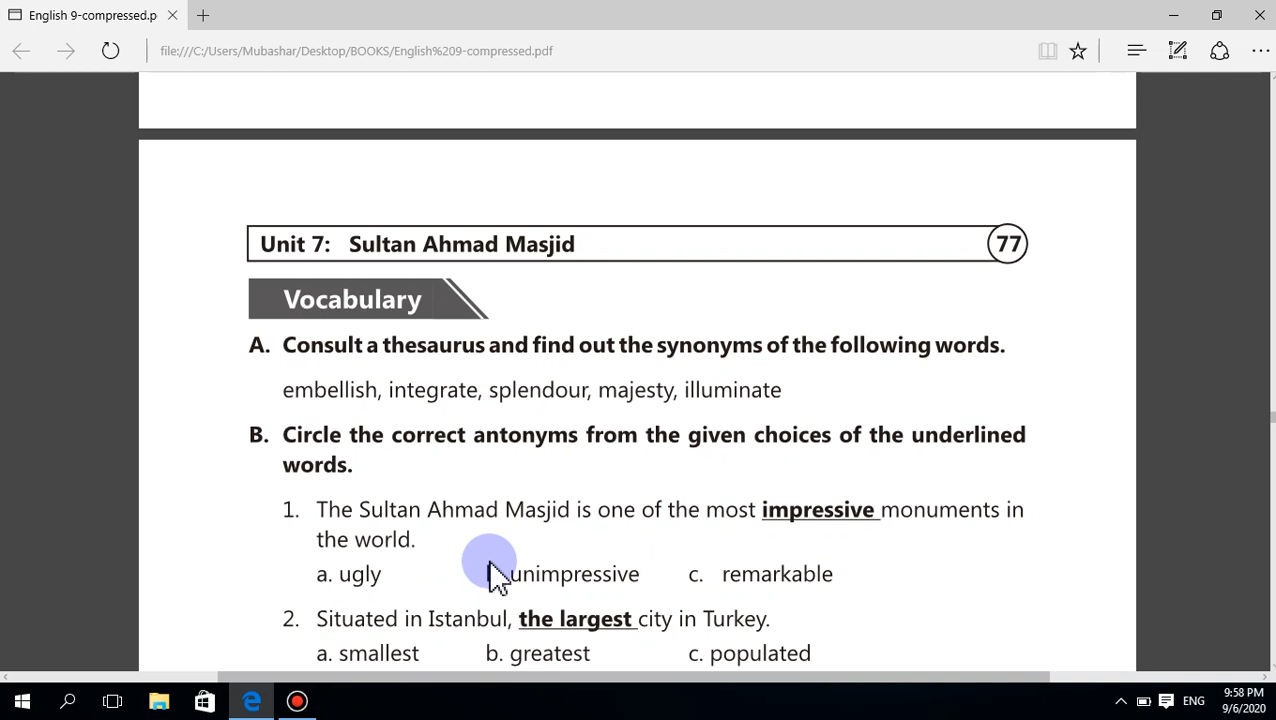 English 9-compressed.p
file:///C:/Users/Mubashar/Desktop/BOOKS/English%209-compressed.pdf
Unit 7: Sultan Ahmad Masjid 77
Vocabulary
A. Consult a thesaurus and find out the synonyms of the following words.
embellish, integrate, splendour, majesty, illuminate
B. Circle the correct antonyms from the given choices of the underlined
words.
1. The Sultan Ahmad Masjid is one of the most impressive monuments in
the world.
a. ugly unimpressive c. remarkable
2. Situated in Istanbul, the largest city in Turkey.
a. smallest b. greatest c. populated
ENG
9:58 PM
9/6/2020